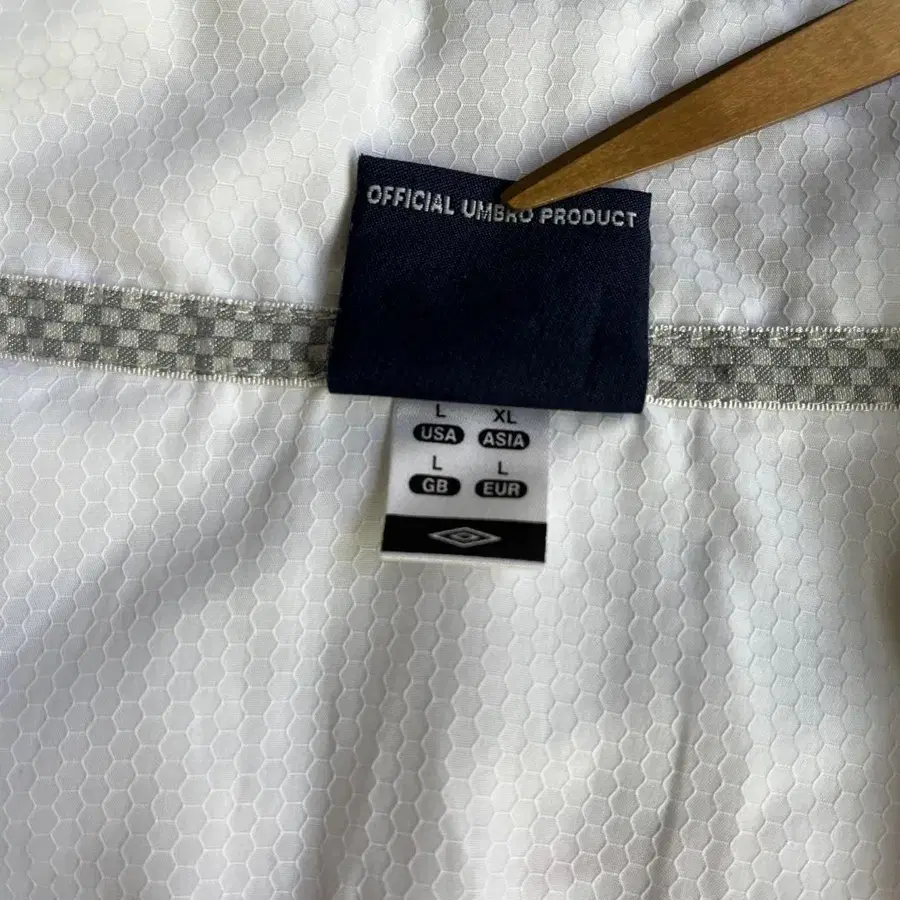 OFFICIAL UMBRO PRODUCT
L XL
USA ASIA
L L
GB EUR